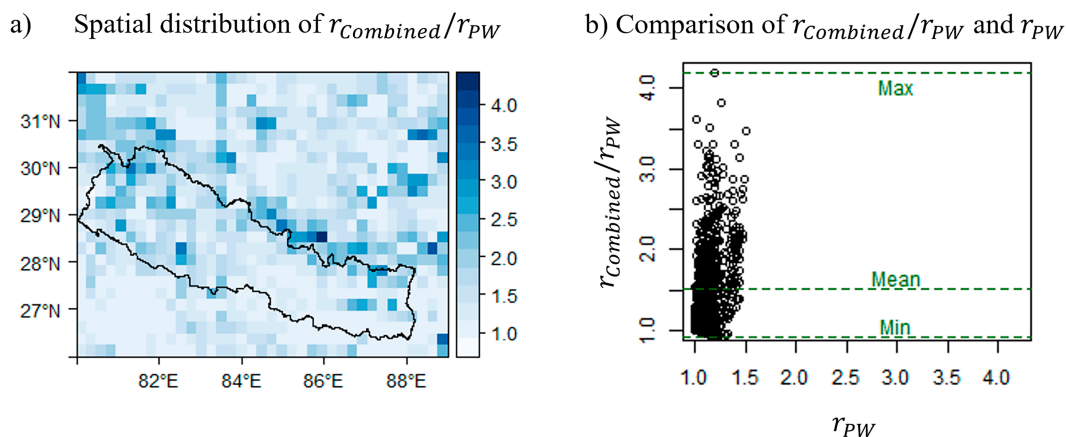 a) Spatial distribution of r_Combined/r_PW
31°N
30°N
29°N
28°N
27°N
82°E 84°E 86°E 88°E
4.0
3.5
3.0
2.5
2.0
1.5
1.0
b) Comparison of r_Combined/r_PW and r_PW
r_Combined/r_PW
4.0
3.0
2.0
1.0
Max
Mean
Min
1.0 1.5 2.0 2.5 3.0 3.5 4.0
r_PW